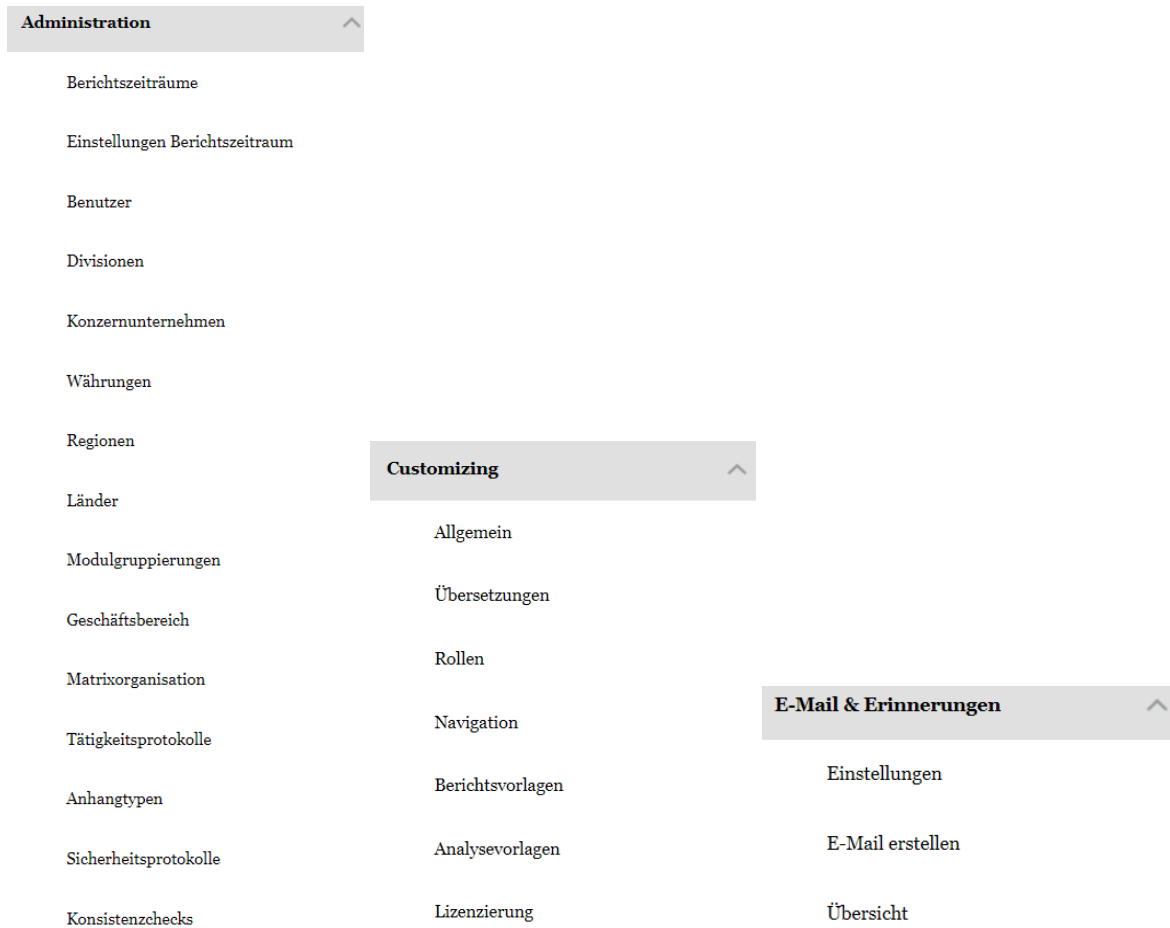 Administration
Berichtszeiträume
Einstellungen Berichtszeitraum
Benutzer
Divisionen
Konzernunternehmen
Währungen
Regionen
Länder
Modulgruppierungen
Geschäftsbereich
Matrixorganisation
Tätigkeitsprotokolle
Anhangtypen
Sicherheitsprotokolle
Konsistenzchecks
Customizing
Allgemein
Übersetzungen
Rollen
Navigation
Berichtsvorlagen
Analysevorlagen
Lizenzierung
E-Mail & Erinnerungen
Einstellungen
E-Mail erstellen
Übersicht